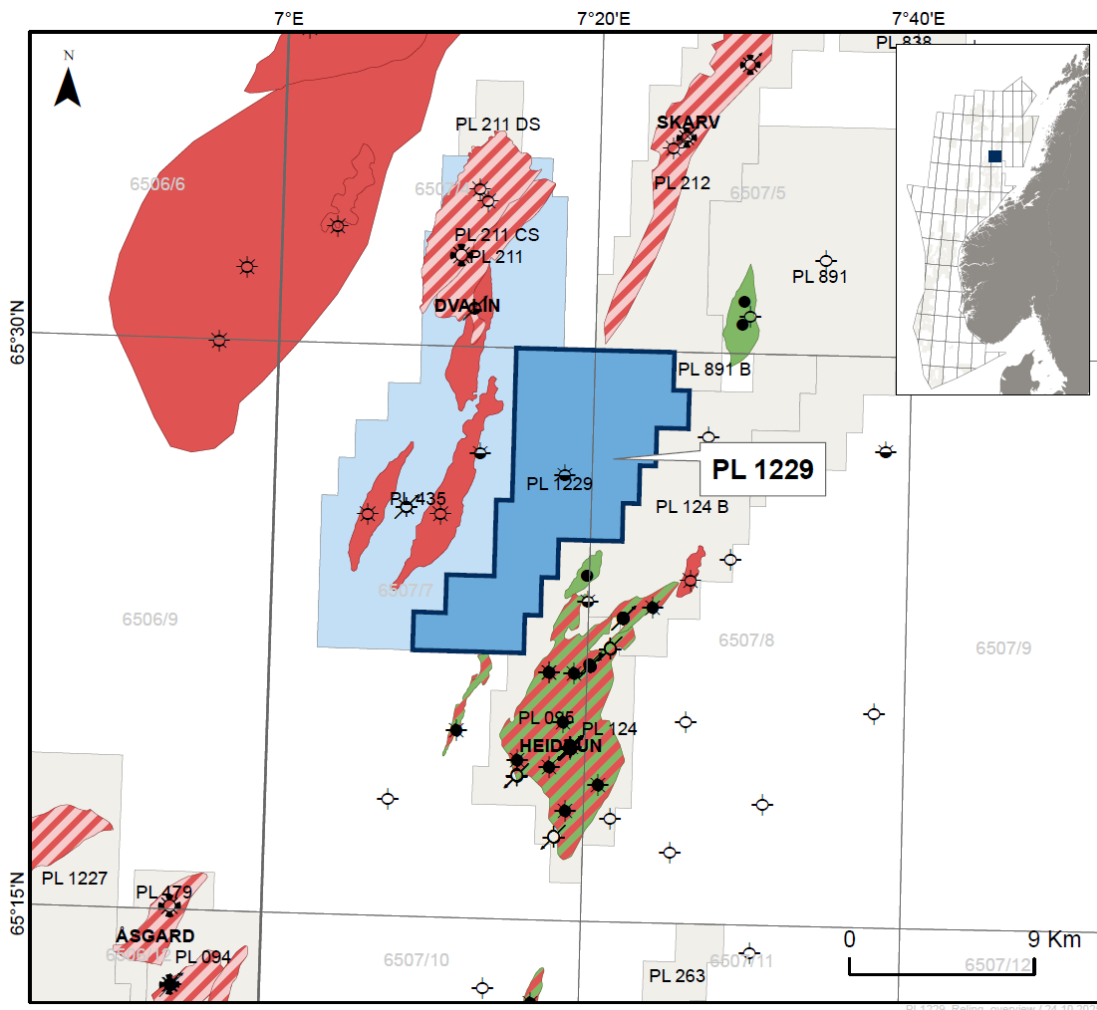 7°E
7°20'E
7°40'E
N
PL 838
PL 211 DS
SKARV
6506/6
6507/
PL 212
6507/5
PL 211 CS
PL 211
PL 891
DVALIN
65°30'N
PL 891 B
PL 1229
PL 1229
PL 435
PL 124 B
6507/7
6506/9
6507/8
6507/9
PL 095
PL 124
HEIDRUN
PL 1227
PL 479
65°15'N
ÅSGARD
PL 094
6507/10
PL 263
6507/11
6507/12
0
9 Km